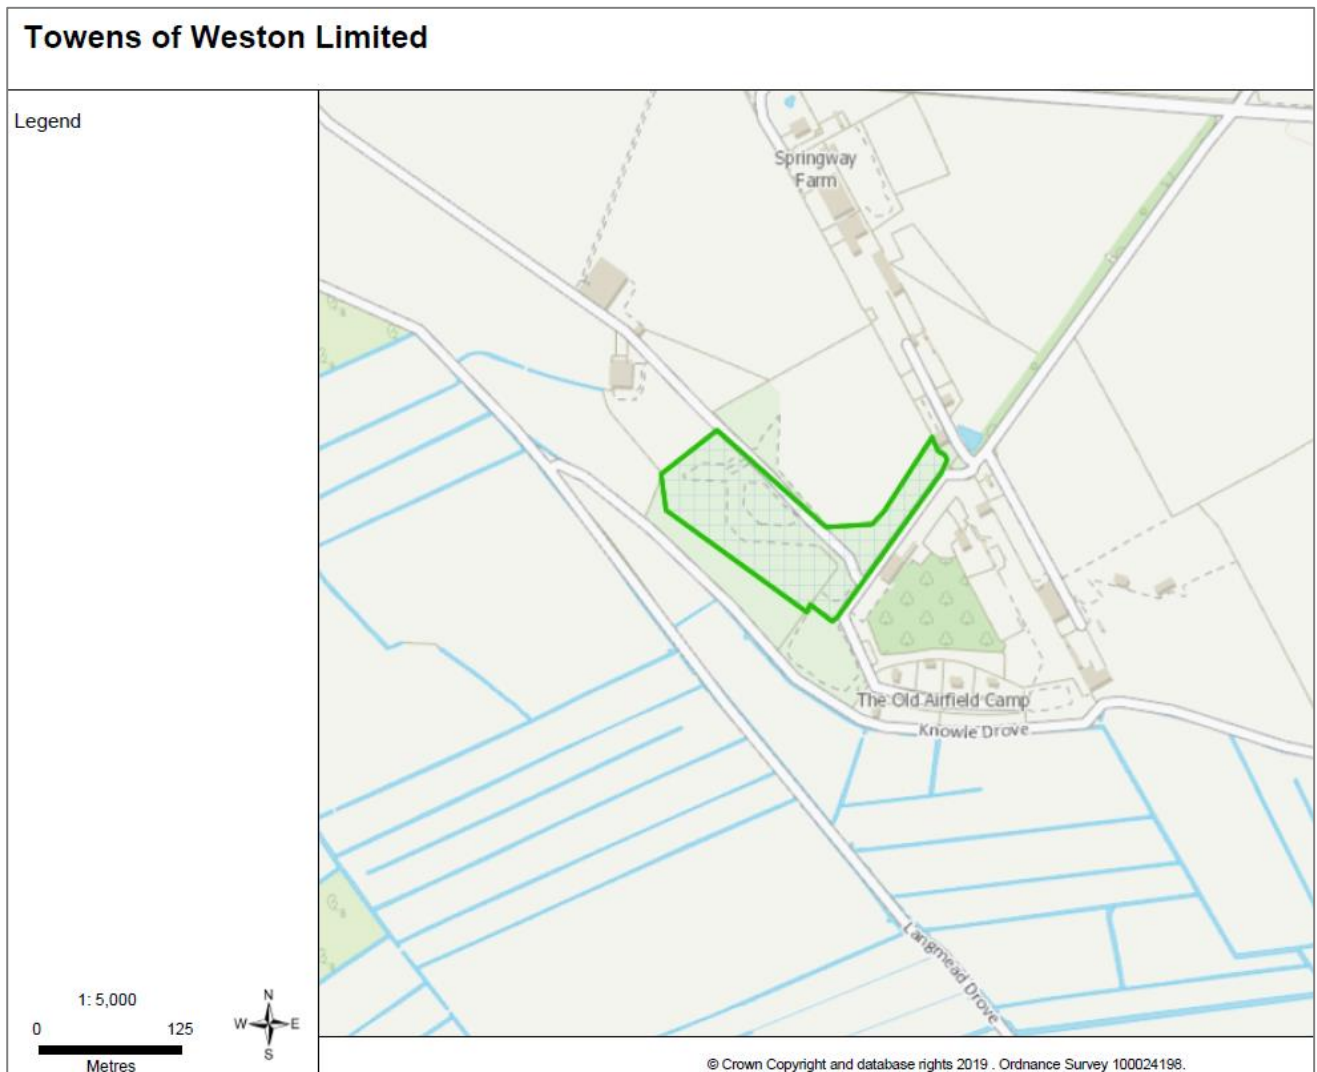 Towens of Weston Limited
Legend
Springway
Farm
The Old Airfield Camp
Knowle Drove
Langmead Drove
1: 5,000
0 125
Metres
N
W E
S
© Crown Copyright and database rights 2019 . Ordnance Survey 100024198.